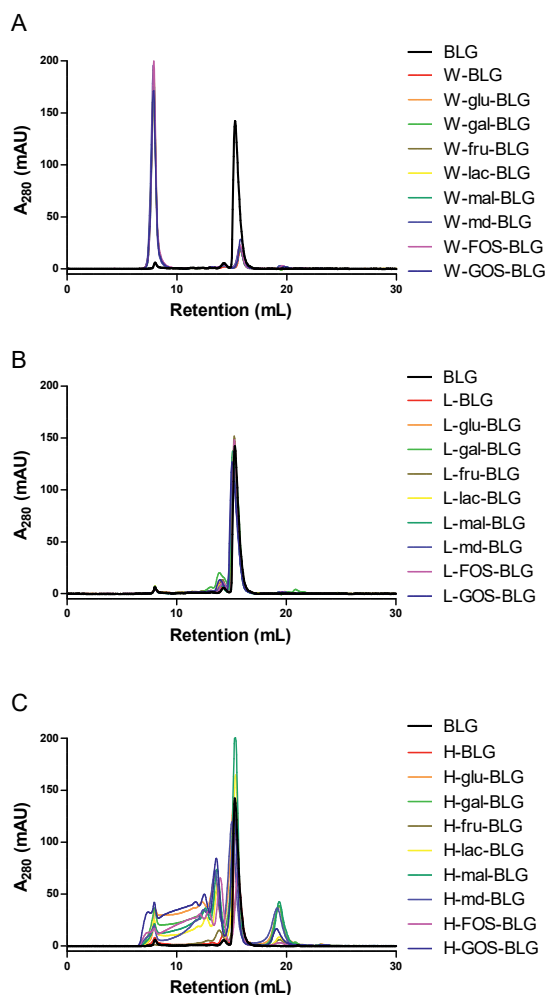 A
A280 (mAU)
200
150
100
50
0
0
10
20
30
Retention (mL)
BLG
W-BLG
W-glu-BLG
W-gal-BLG
W-fru-BLG
W-lac-BLG
W-mal-BLG
W-md-BLG
W-FOS-BLG
W-GOS-BLG
B
A280 (mAU)
200
150
100
50
0
0
10
20
30
Retention (mL)
BLG
L-BLG
L-glu-BLG
L-gal-BLG
L-fru-BLG
L-lac-BLG
L-mal-BLG
L-md-BLG
L-FOS-BLG
L-GOS-BLG
C
A280 (mAU)
200
150
100
50
0
0
10
20
30
Retention (mL)
BLG
H-BLG
H-glu-BLG
H-gal-BLG
H-fru-BLG
H-lac-BLG
H-mal-BLG
H-md-BLG
H-FOS-BLG
H-GOS-BLG